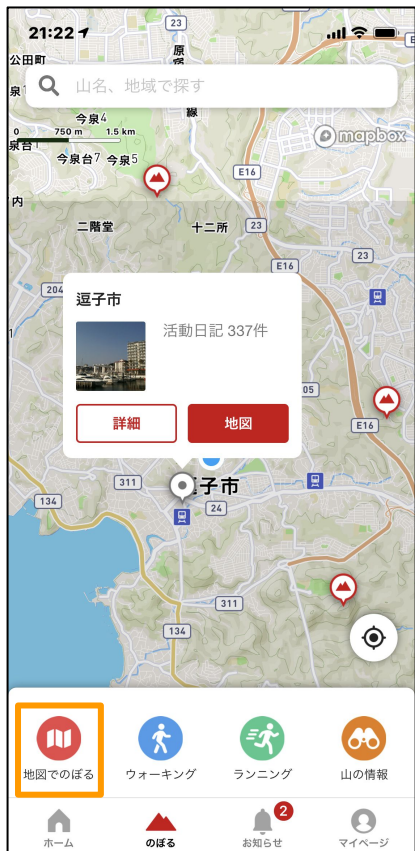 21:22
23
公田町
原宿
線
山名、地域で探す
今泉4
0 750 m 1.5 km
mapbox
今泉台7 今泉5
E16
内
二階堂
十二所
23
23
E16
204
逗子市
活動日記 337件
05
詳細
地図
E16
311
子市
134
24
311
134
地図でのぼる
ウォーキング
ランニング
山の情報
2
ホーム
のぼる
お知らせ
マイページ